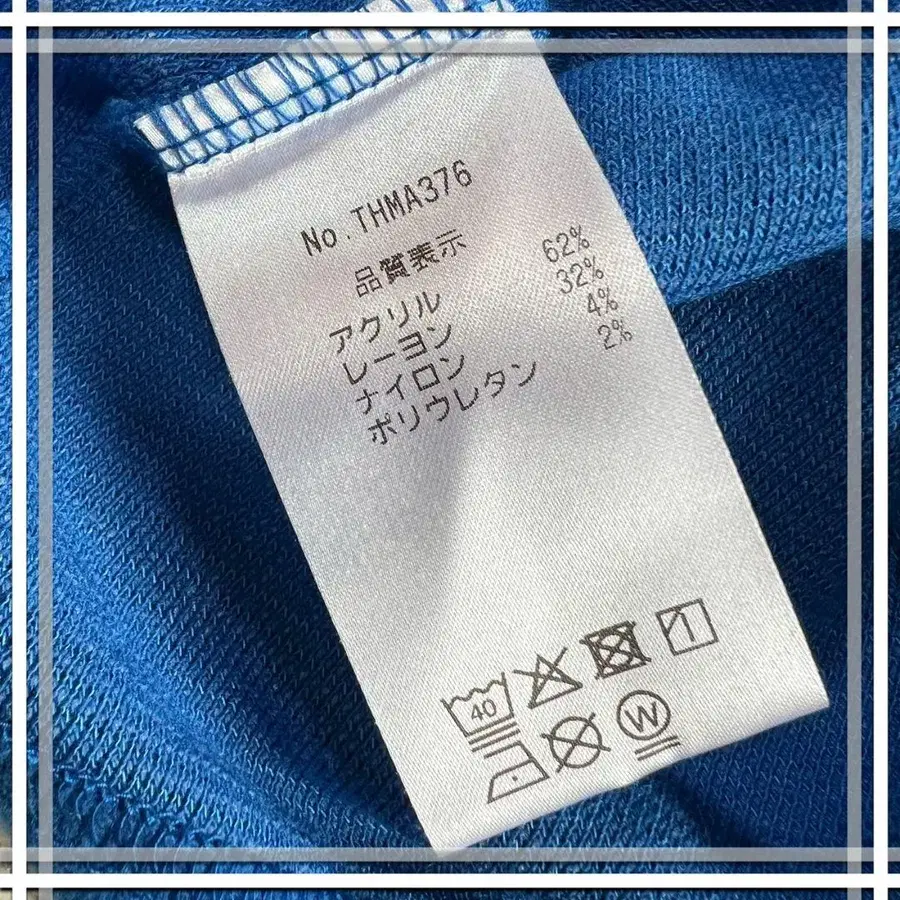 No.THMA376
品質表示
アクリル 62%
レーヨン 32%
ナイロン 4%
ポリウレタン 2%
40
W